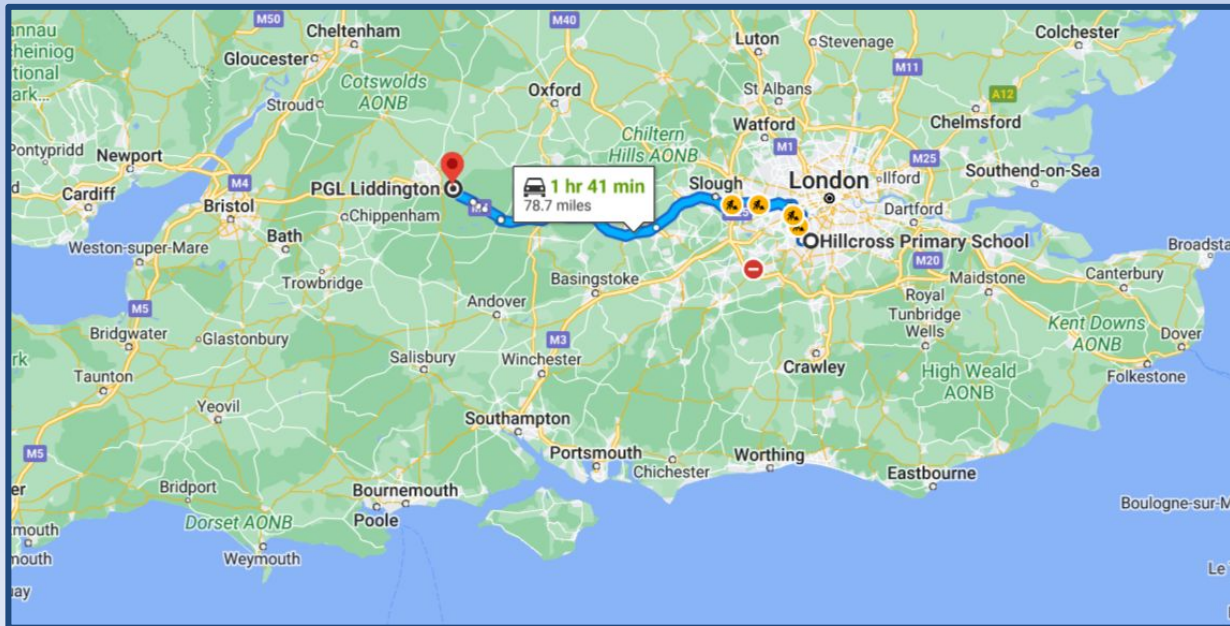 M50
M40
Colchester
Cheltenham
Luton
Stevenage
Gloucester
M11
Cotswolds
AONB
Oxford
St Albans
A12
Stroud
Chelmsford
Chiltern
Hills AONB
Watford
M1
Pontypridd
Newport
M25
Southend-on-Sea
1 hr 41 min
78.7 miles
Slough
London
Ilford
PGL Liddington
M4
Cardiff
M4
Bristol
Chippenham
Dartford
Weston-super-Mare
Bath
Hillcross Primary School
M20
Basingstoke
Trowbridge
Maidstone
Canterbury
M5
Andover
Royal
Tunbridge
Wells
Kent Downs
AONB
Dover
Bridgwater
Glastonbury
M3
Salisbury
Winchester
Crawley
High Weald
AONB
Folkestone
Taunton
Yeovil
Southampton
M5
Portsmouth
Chichester
Worthing
Eastbourne
Bridport
Bournemouth
Poole
Dorset AONB
Weymouth
Boulogne-sur-M
mouth
mouth